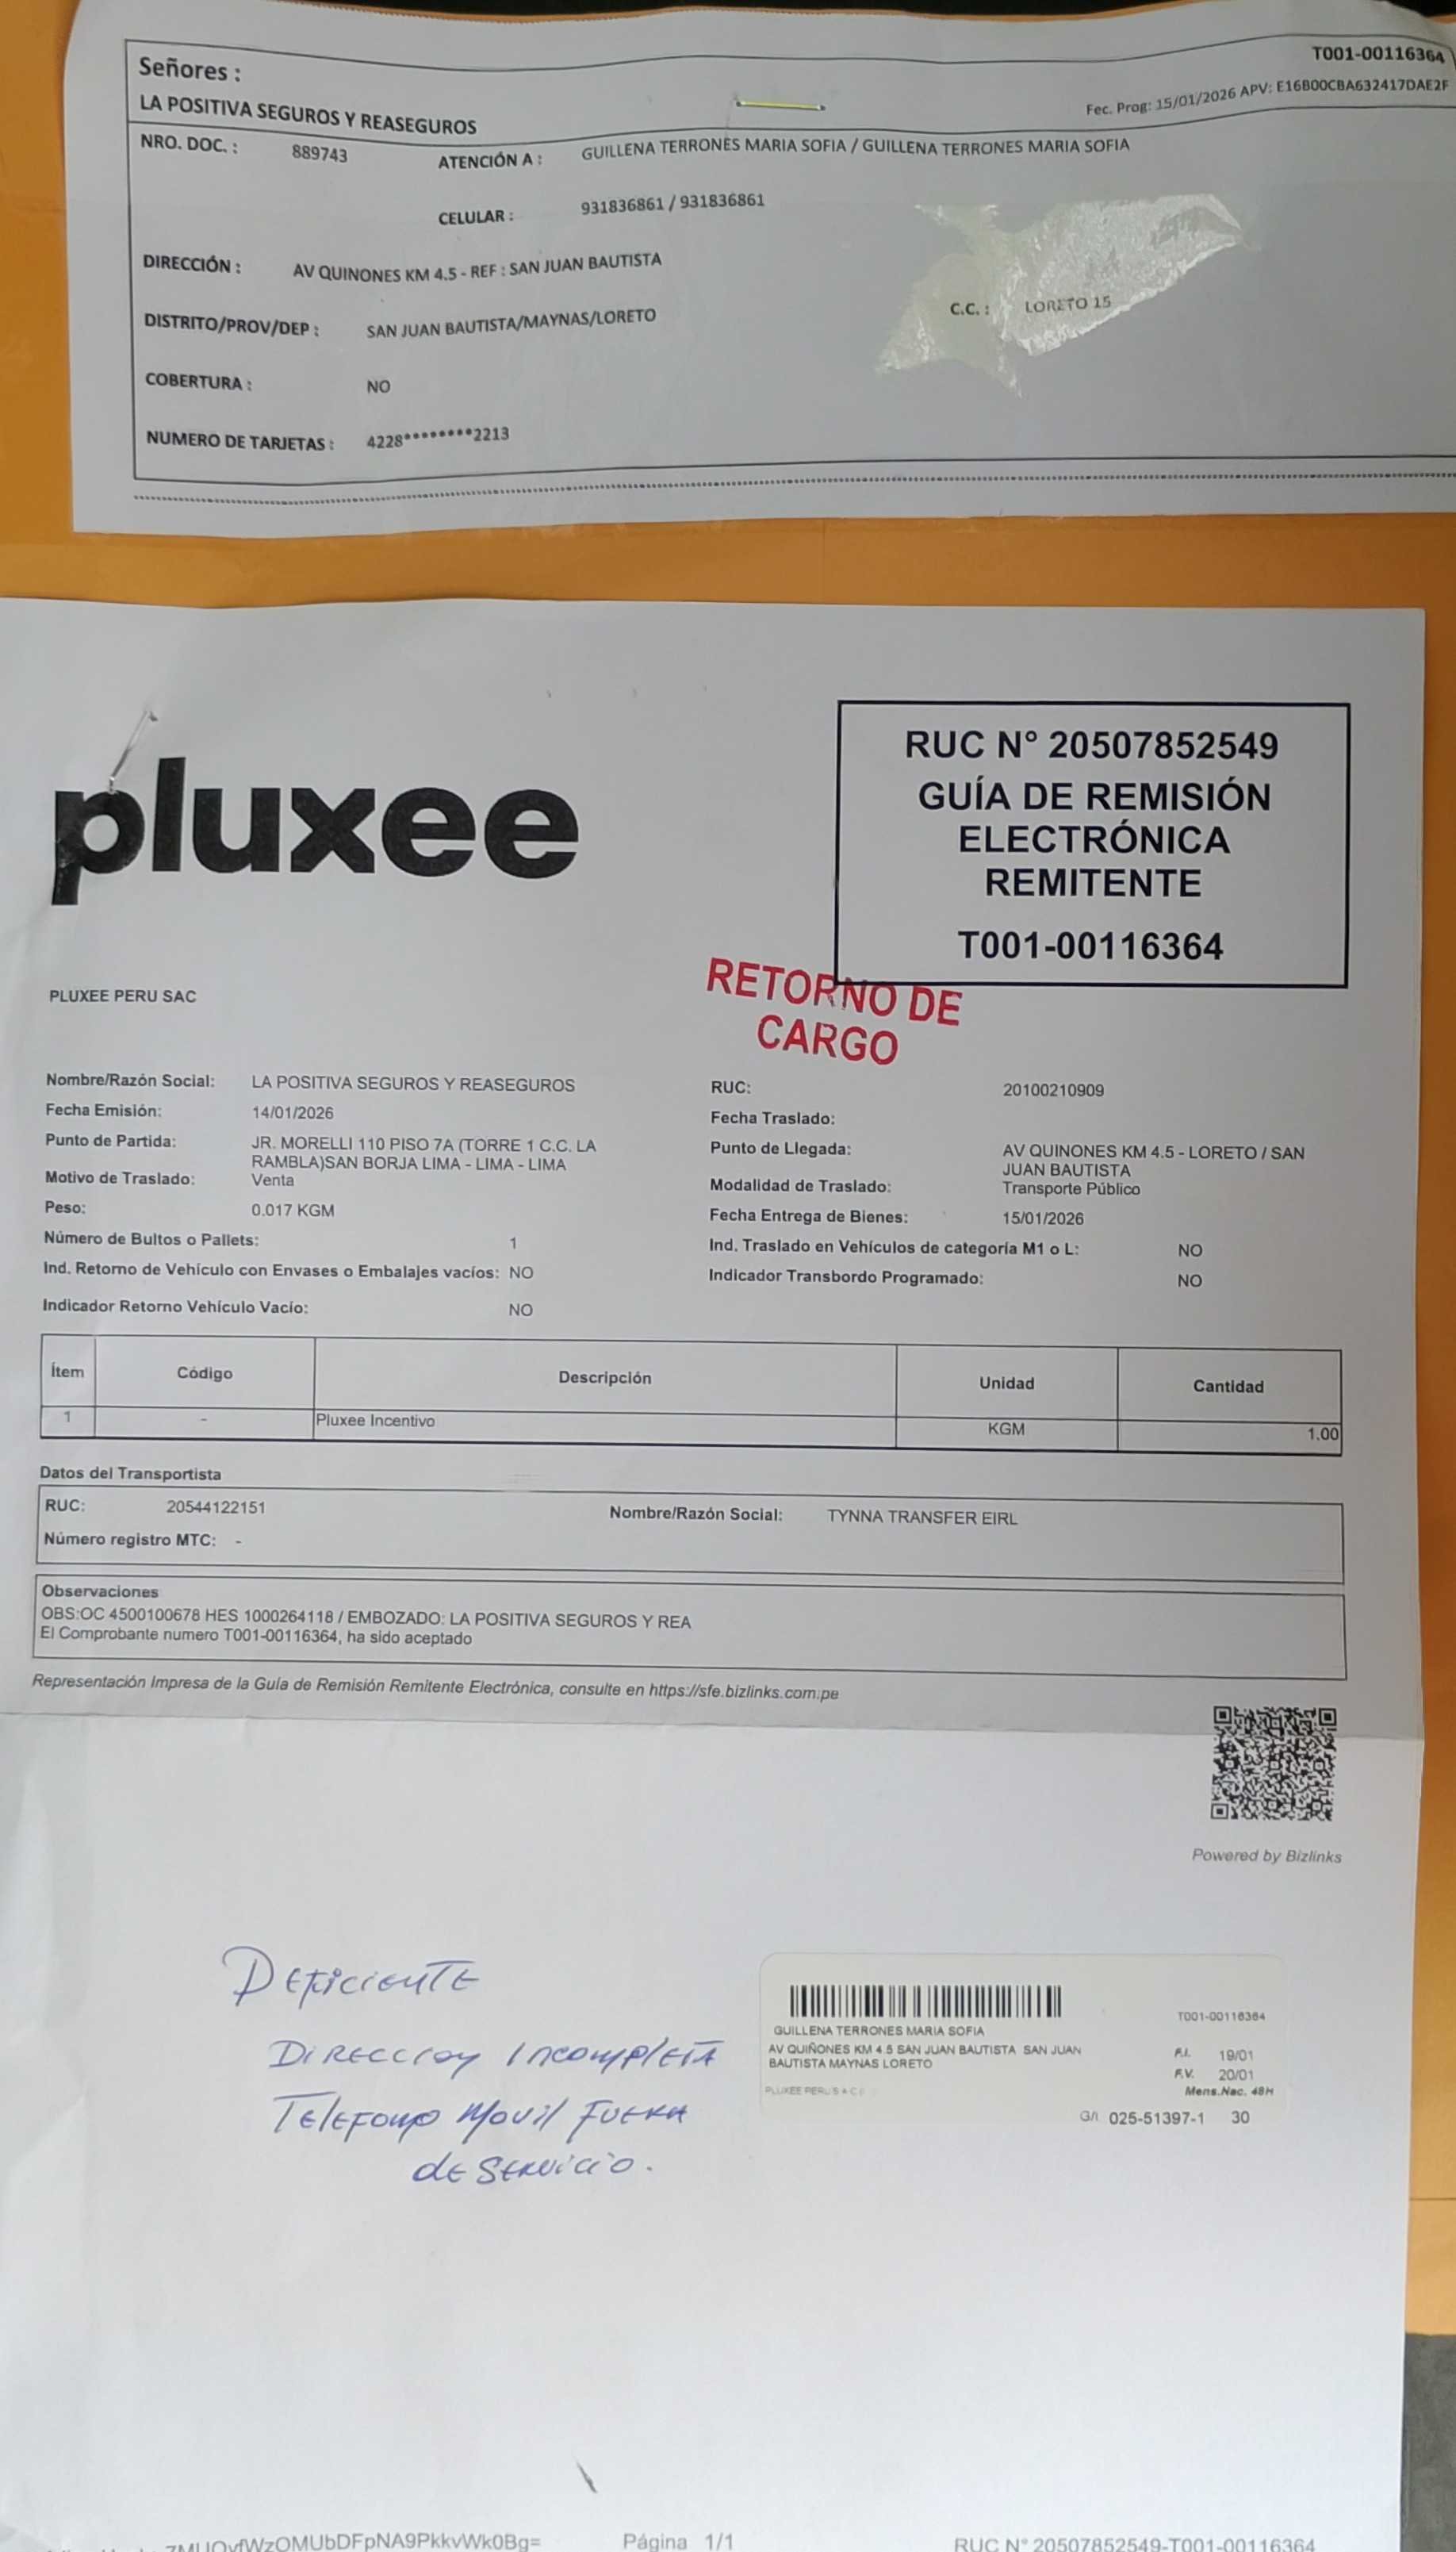 T001-00116364
Señores :
Fec. Prog: 15/01/2026 APV: E16B00CBA632417DAE2F
LA POSITIVA SEGUROS Y REASEGUROS
NRO. DOC. : 889743 ATENCIÓN A : GUILLENA TERRONES MARIA SOFIA / GUILLENA TERRONES MARIA SOFIA
CELULAR : 931836861 / 931836861
DIRECCIÓN : AV QUINONES KM 4.5 - REF : SAN JUAN BAUTISTA
C.C. : LORETO 15
DISTRITO/PROV/DEP : SAN JUAN BAUTISTA/MAYNAS/LORETO
COBERTURA : NO
NUMERO DE TARJETAS : 4228********2213
pluxee
RUC N° 20507852549
GUÍA DE REMISIÓN
ELECTRÓNICA
REMITENTE
T001-00116364
RETORNO DE
CARGO
PLUXEE PERU SAC
Nombre/Razón Social: LA POSITIVA SEGUROS Y REASEGUROS
RUC: 20100210909
Fecha Emisión: 14/01/2026
Fecha Traslado:
Punto de Partida: JR. MORELLI 110 PISO 7A (TORRE 1 C.C. LA
RAMBLA)SAN BORJA LIMA - LIMA - LIMA
Punto de Llegada: AV QUINONES KM 4.5 - LORETO / SAN
JUAN BAUTISTA
Motivo de Traslado: Venta
Modalidad de Traslado: Transporte Público
Peso: 0.017 KGM
Fecha Entrega de Bienes: 15/01/2026
Número de Bultos o Pallets: 1
Ind. Traslado en Vehículos de categoría M1 o L: NO
Ind. Retorno de Vehículo con Envases o Embalajes vacíos: NO
Indicador Transbordo Programado: NO
Indicador Retorno Vehículo Vacío: NO
Ítem Código Descripción Unidad Cantidad
1 - Pluxee Incentivo KGM 1.00
Datos del Transportista
RUC: 20544122151 Nombre/Razón Social: TYNNA TRANSFER EIRL
Número registro MTC: -
Observaciones
OBS:OC 4500100678 HES 1000264118 / EMBOZADO: LA POSITIVA SEGUROS Y REA
El Comprobante numero T001-00116364, ha sido aceptado
Representación Impresa de la Guía de Remisión Remitente Electrónica, consulte en https://sfe.bizlinks.com.pe
Powered by Bizlinks
DEFICIENTE
DIRECCION INCOMPLETA
TELEFONO MOVIL FUERA
DE SERVICIO.
T001-00116364
GUILLENA TERRONES MARIA SOFIA
AV QUIÑONES KM 4.5 SAN JUAN BAUTISTA SAN JUAN
BAUTISTA MAYNAS LORETO
F.I. 19/01
F.V. 20/01
PLUXEE PERU S A C
Mens.Nac. 48H
G/I 025-51397-1 30
Página 1/1
RUC N° 20507852549-T001-00116364